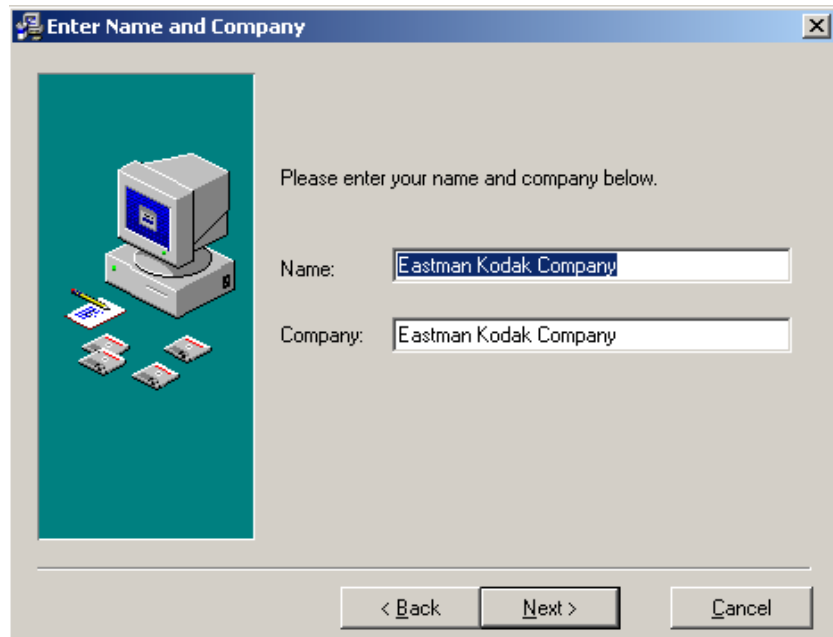 Enter Name and Company
Please enter your name and company below.
Name: Eastman Kodak Company
Company: Eastman Kodak Company
< Back Next > Cancel